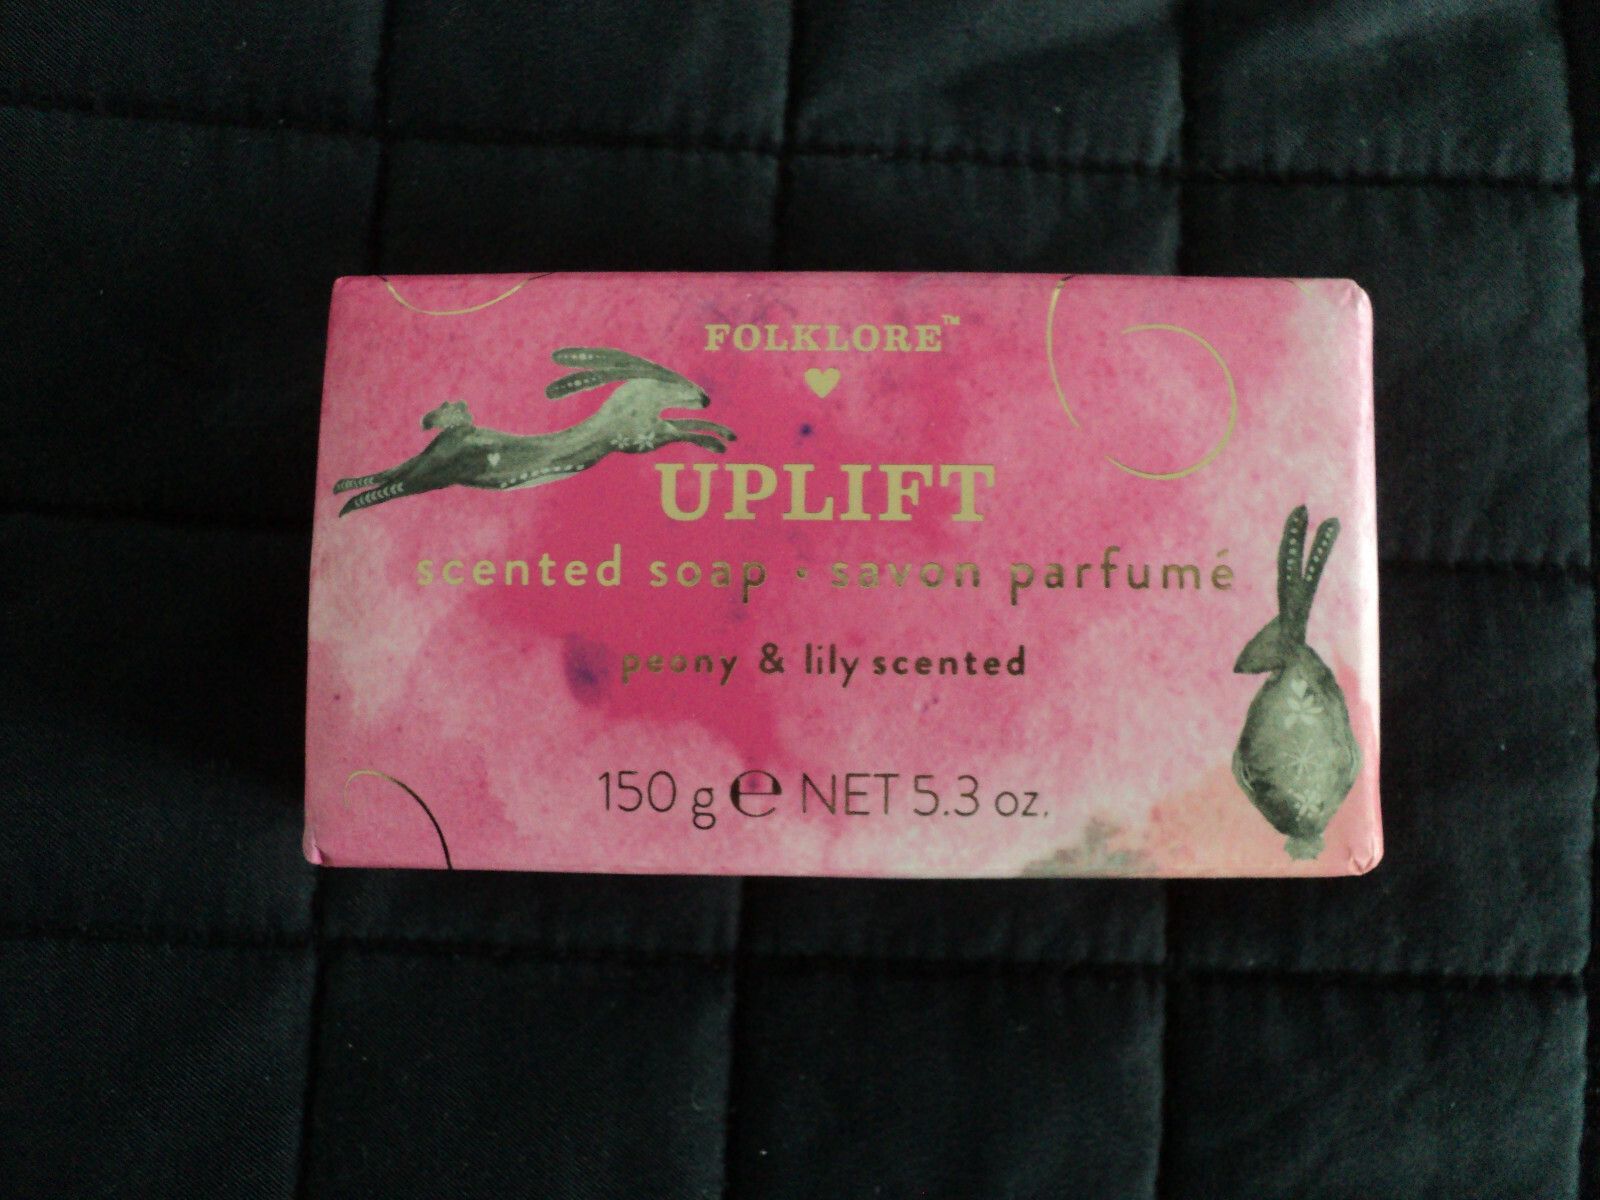 FOLKLORE™
UPLIFT
scented soap • savon parfumé
peony & lily scented
150 g ℮ NET 5.3 oz.